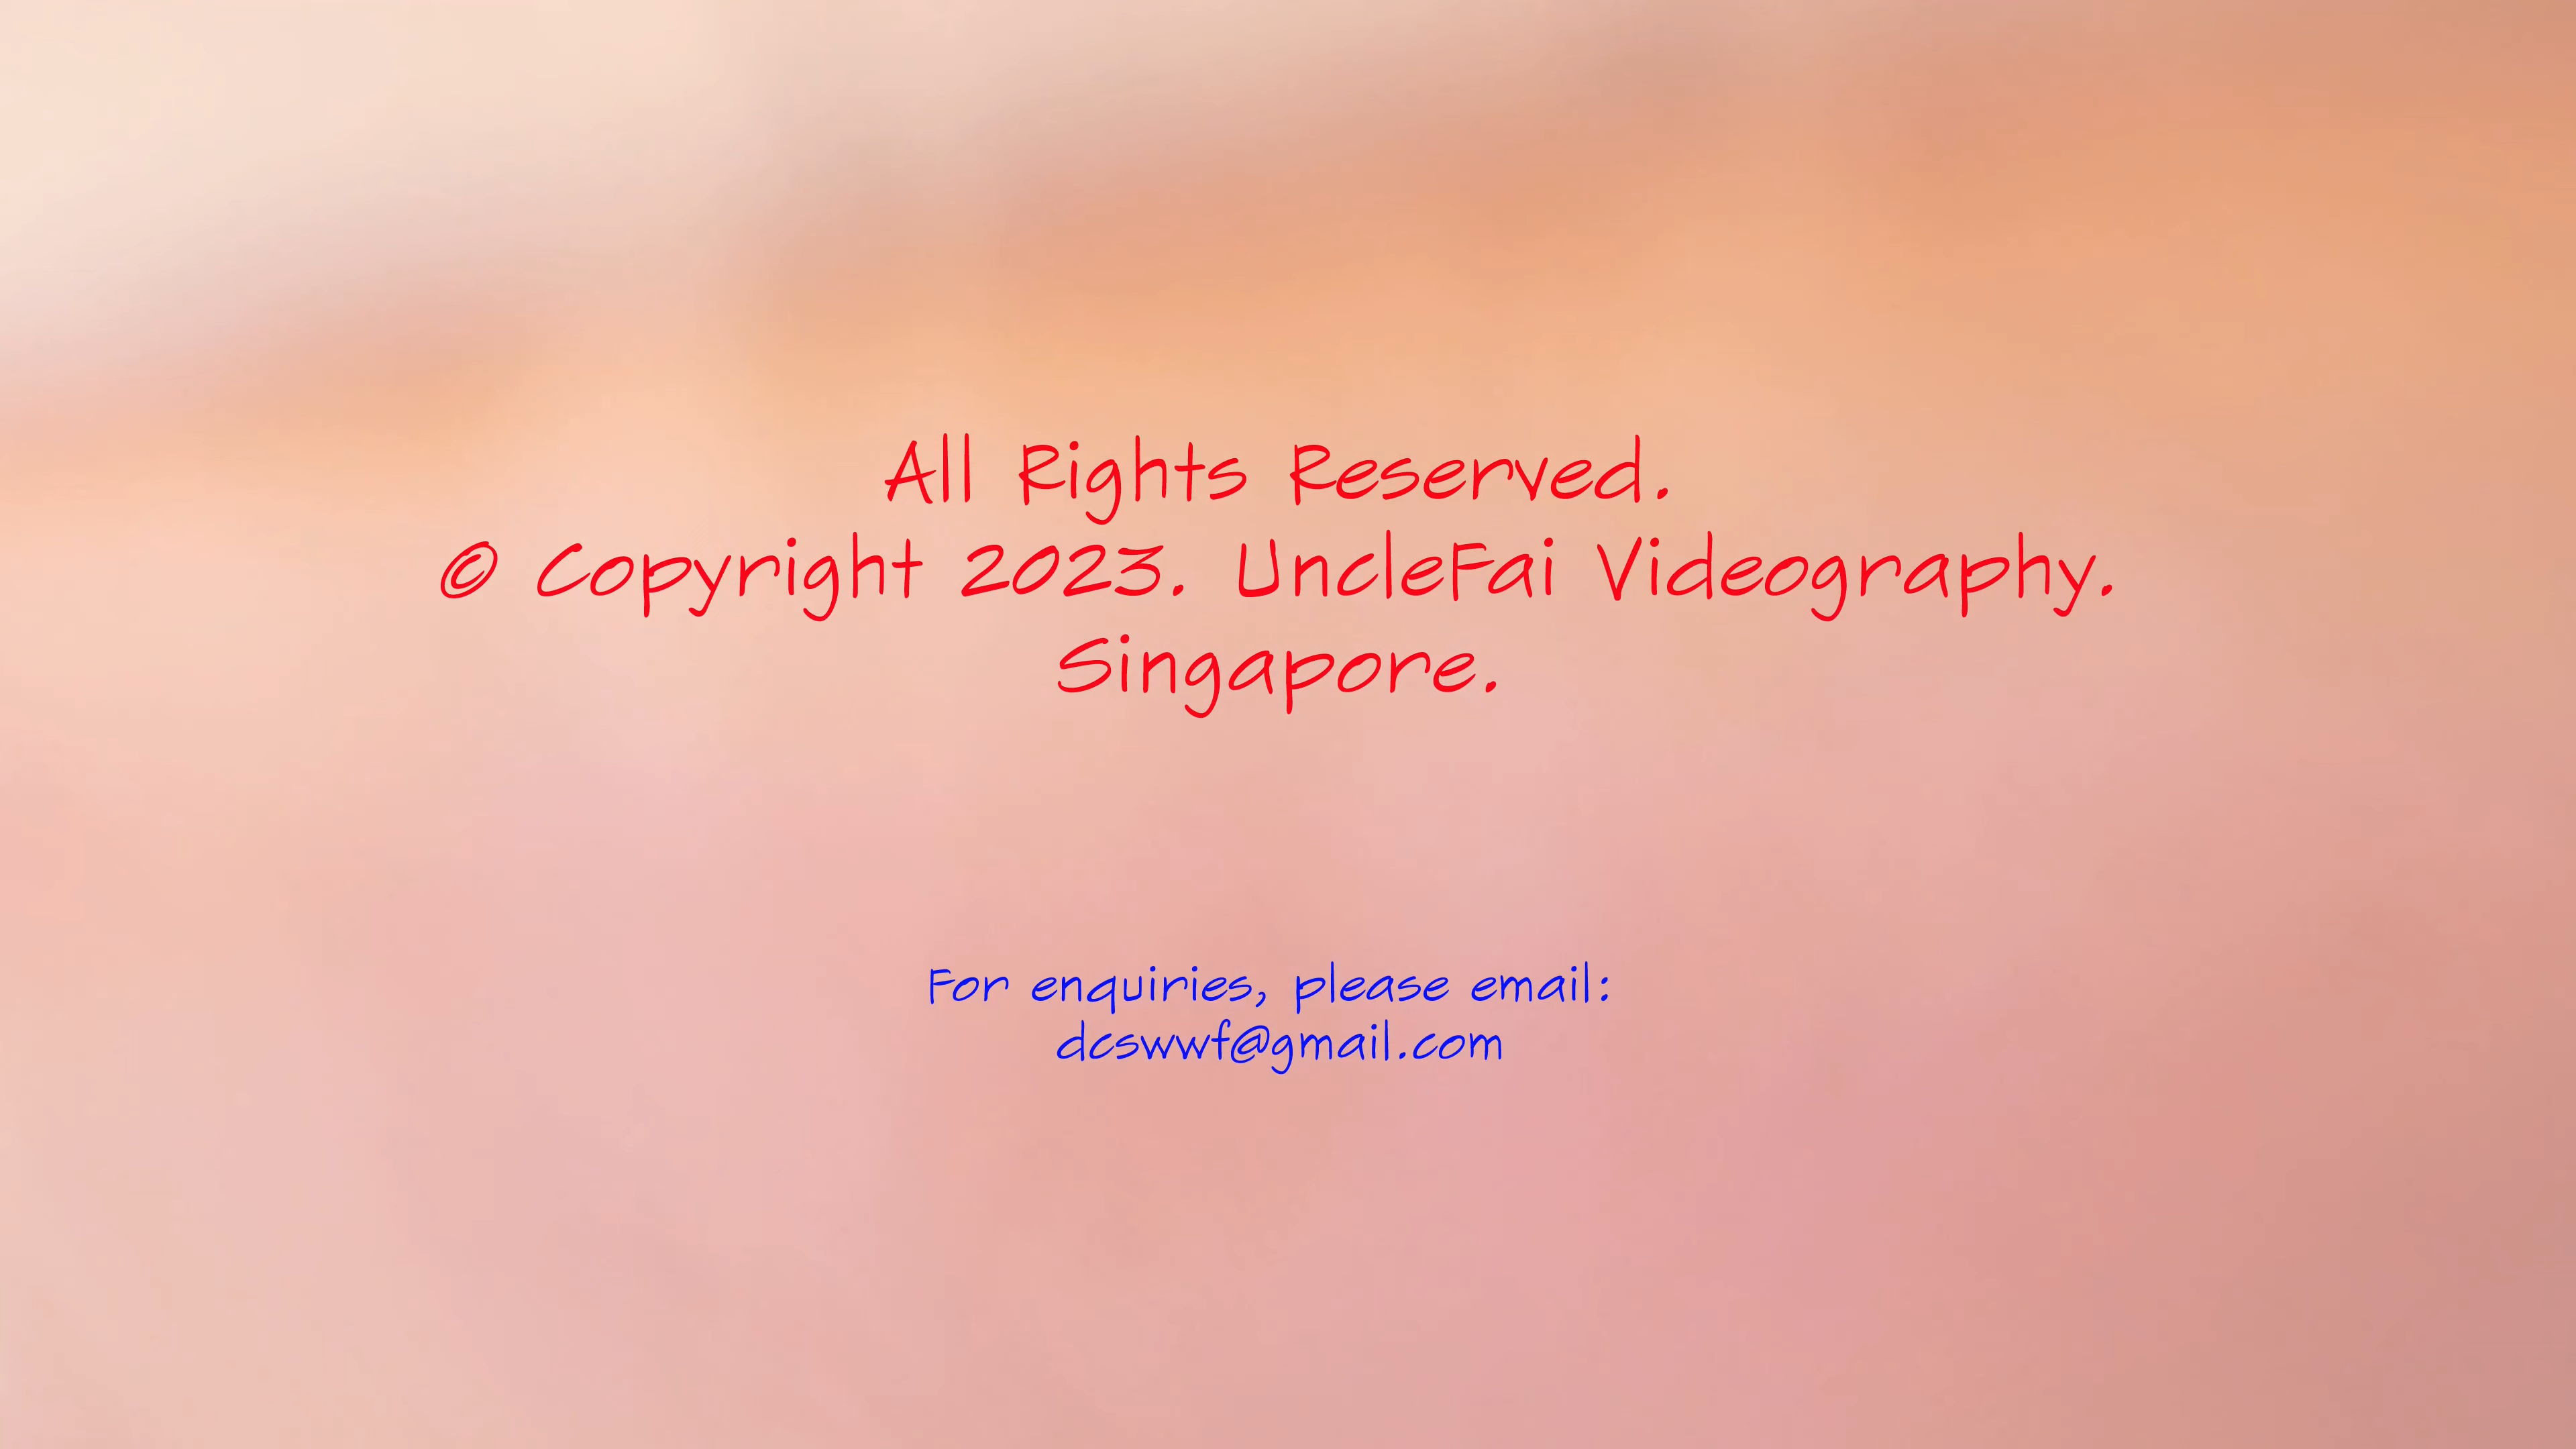 All Rights Reserved.
© Copyright 2023. UncleFai Videography.
Singapore.
For enquiries, please email:
dcswwf@gmail.com